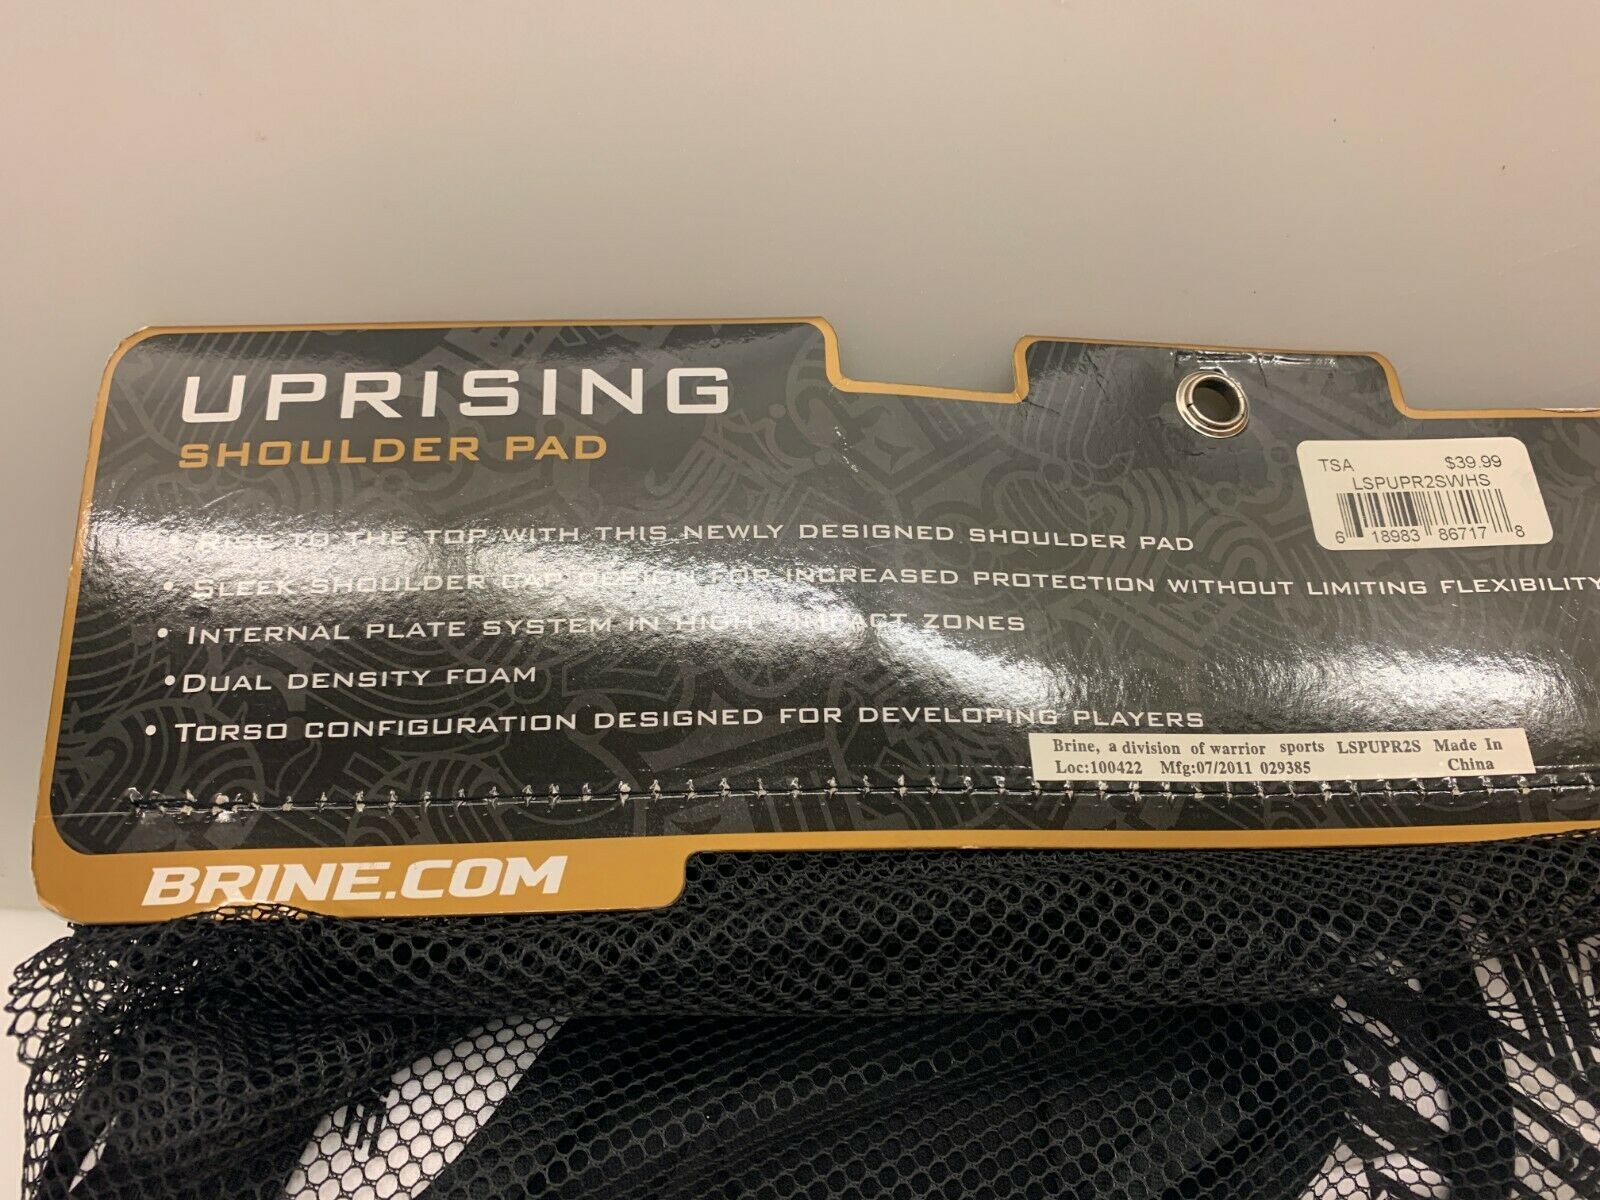 UPRISING
SHOULDER PAD
TSA $39.99
LSPUPR2SWHS
6 18983 86717 8
• RISE TO THE TOP WITH THIS NEWLY DESIGNED SHOULDER PAD
• SLEEK SHOULDER CAP DESIGN FOR INCREASED PROTECTION WITHOUT LIMITING FLEXIBILITY
• INTERNAL PLATE SYSTEM IN HIGH IMPACT ZONES
• DUAL DENSITY FOAM
• TORSO CONFIGURATION DESIGNED FOR DEVELOPING PLAYERS
Brine, a division of warrior sports LSPUPR2S Made In
Loc:100422 Mfg:07/2011 029385 China
BRINE.COM